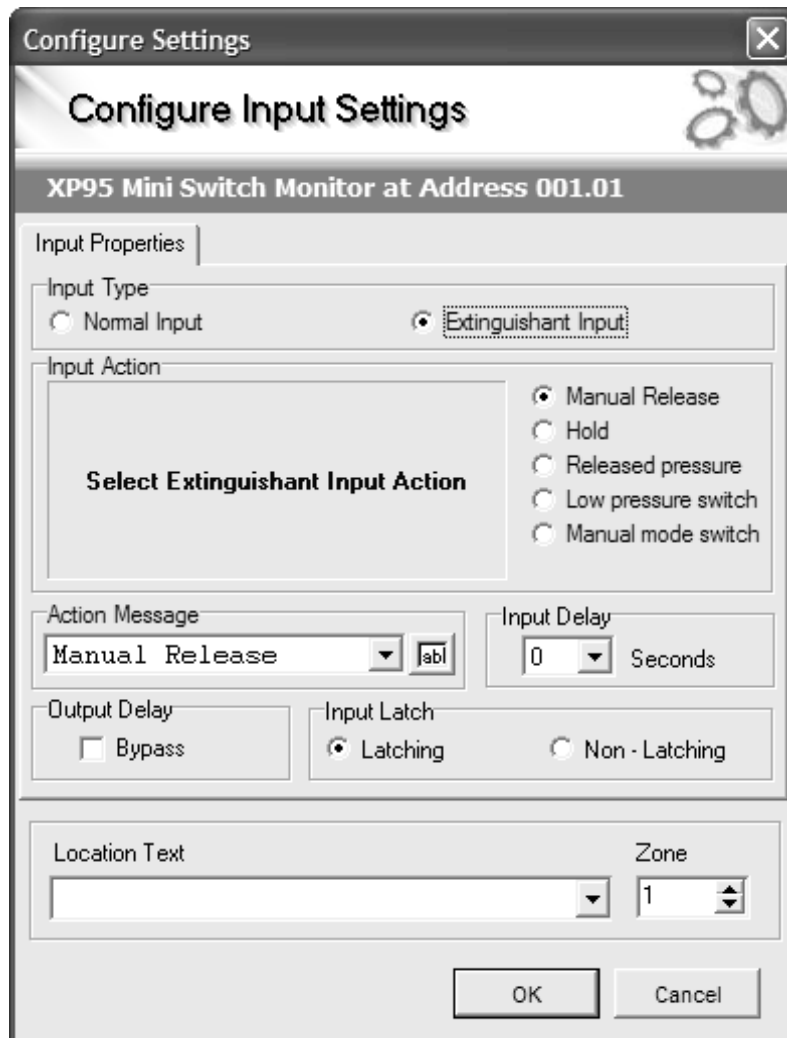 Configure Settings
Configure Input Settings
XP95 Mini Switch Monitor at Address 001.01
Input Properties
Input Type
Normal Input
Extinguishant Input
Input Action
Select Extinguishant Input Action
Manual Release
Hold
Released pressure
Low pressure switch
Manual mode switch
Action Message
Manual Release
abl
Input Delay
0
Seconds
Output Delay
Bypass
Input Latch
Latching
Non - Latching
Location Text
Zone
1
OK
Cancel